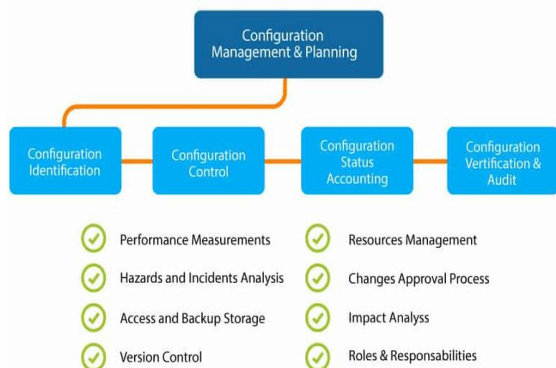 Configuration
Management & Planning
Configuration
Identification
Configuration
Control
Configuration
Status
Accounting
Configuration
Vertification &
Audit
Performance Measurements
Hazards and Incidents Analysis
Access and Backup Storage
Version Control
Resources Management
Changes Approval Process
Impact Analyss
Roles & Responsabilities